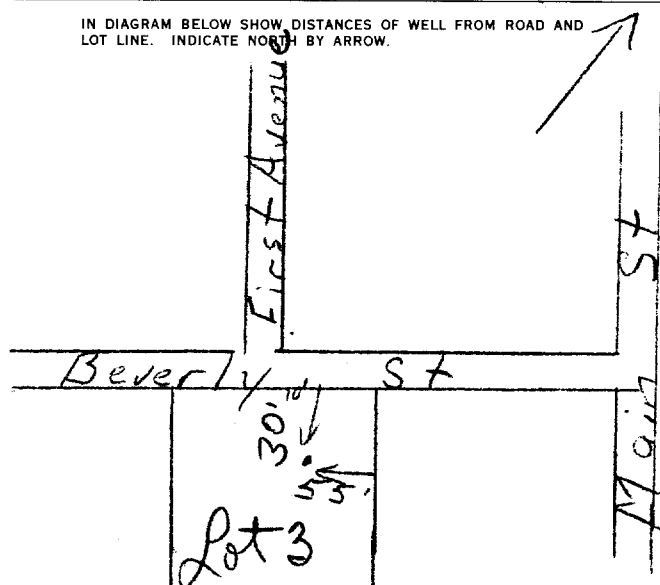 IN DIAGRAM BELOW SHOW DISTANCES OF WELL FROM ROAD AND
LOT LINE. INDICATE NORTH BY ARROW.
First Avenue
Beverly St
Main St
30'
55'
Lot 3